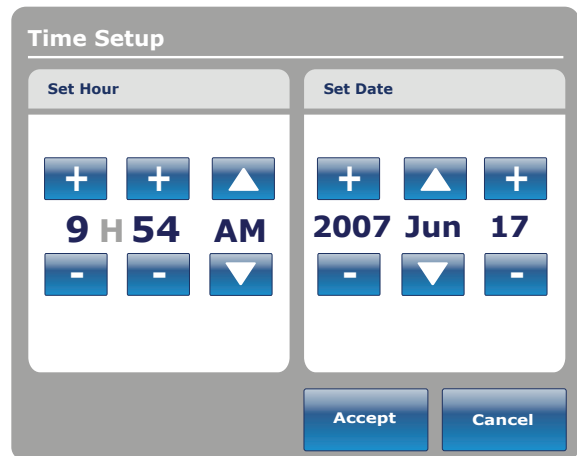 Time Setup
Set Hour
Set Date
+ + + +
9 H 54 AM
2007 Jun 17
- - - -
Accept
Cancel